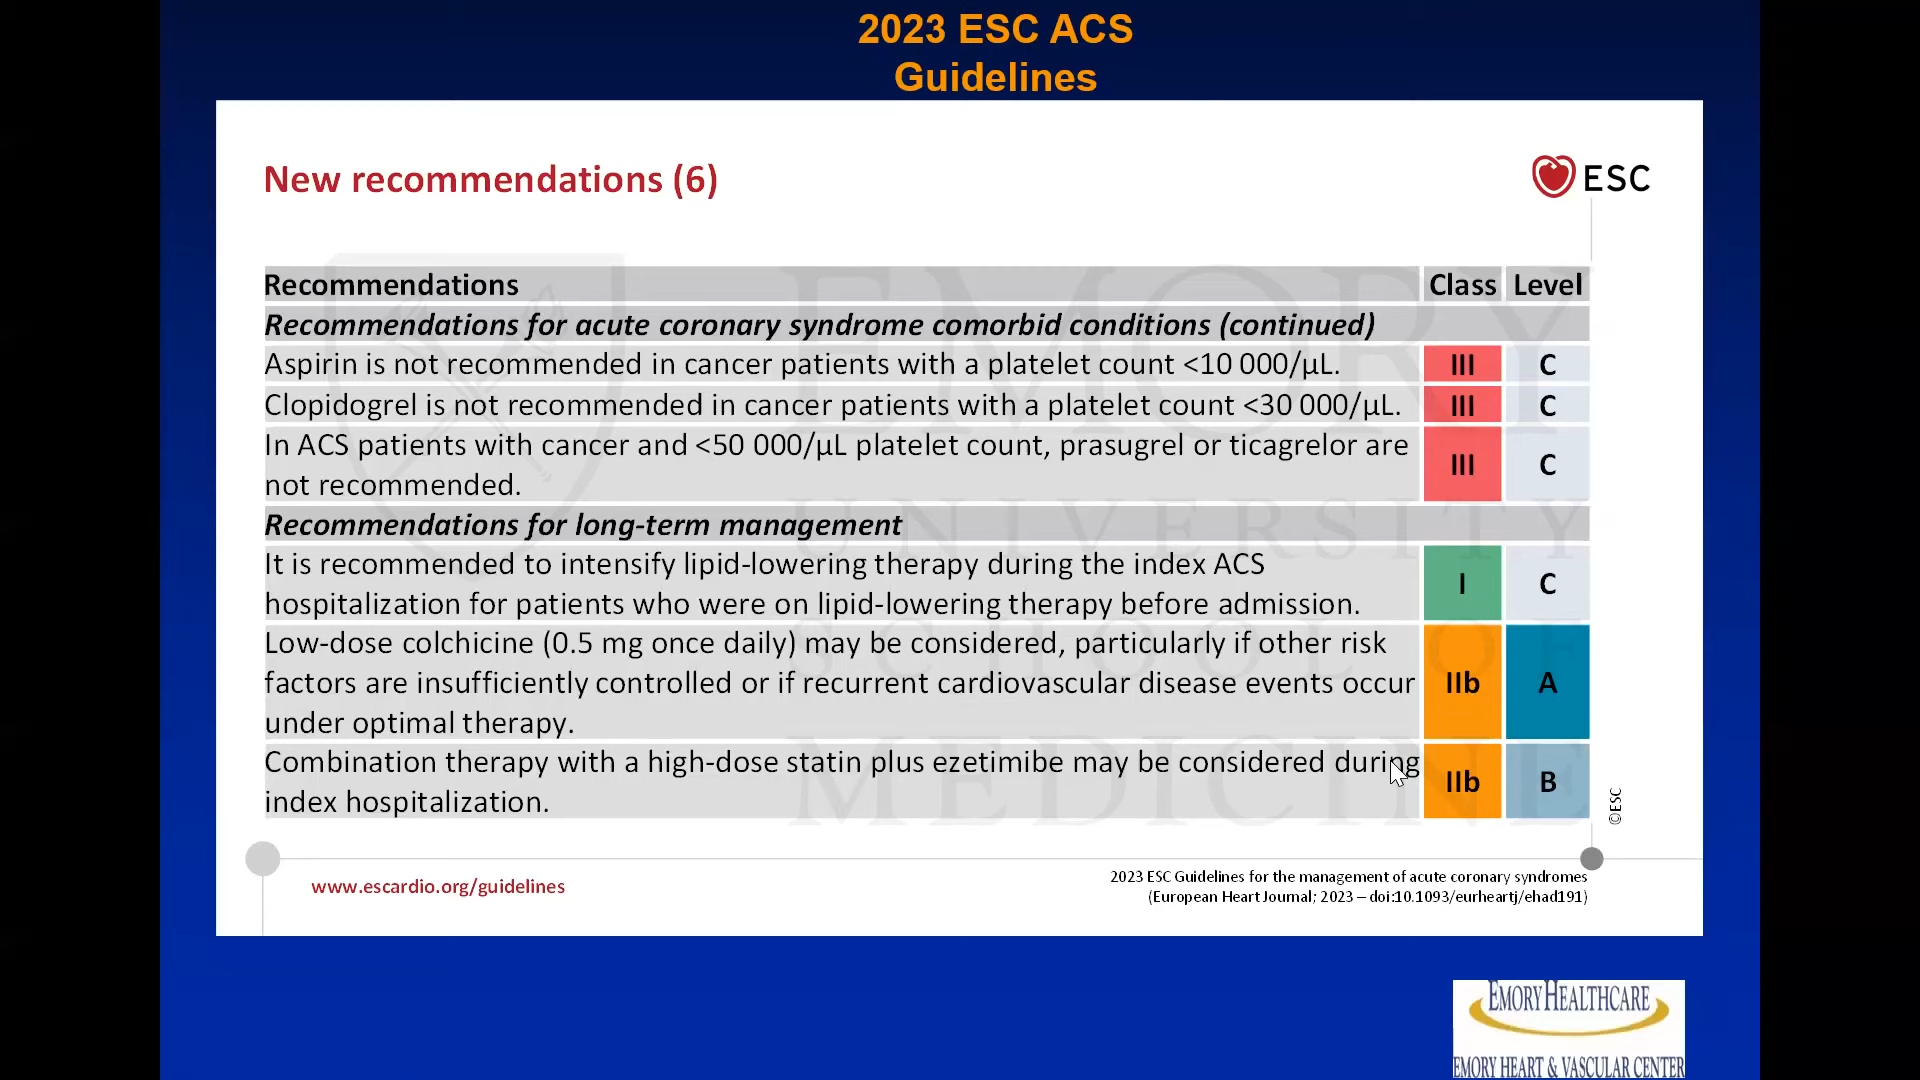 2023 ESC ACS
Guidelines
New recommendations (6)
ESC
Recommendations Class Level
Recommendations for acute coronary syndrome comorbid conditions (continued)
Aspirin is not recommended in cancer patients with a platelet count <10 000/µL. III C
Clopidogrel is not recommended in cancer patients with a platelet count <30 000/µL. III C
In ACS patients with cancer and <50 000/µL platelet count, prasugrel or ticagrelor are
not recommended.
III C
Recommendations for long-term management
It is recommended to intensify lipid-lowering therapy during the index ACS
hospitalization for patients who were on lipid-lowering therapy before admission.
I C
Low-dose colchicine (0.5 mg once daily) may be considered, particularly if other risk
factors are insufficiently controlled or if recurrent cardiovascular disease events occur
under optimal therapy.
IIb A
Combination therapy with a high-dose statin plus ezetimibe may be considered during
index hospitalization.
IIb B
©ESC
www.escardio.org/guidelines
2023 ESC Guidelines for the management of acute coronary syndromes
(European Heart Journal; 2023 – doi:10.1093/eurheartj/ehad191)
EMORY
UNIVERSITY
SCHOOL OF
MEDICINE
EMORY HEALTHCARE
EMORY HEART & VASCULAR CENTER